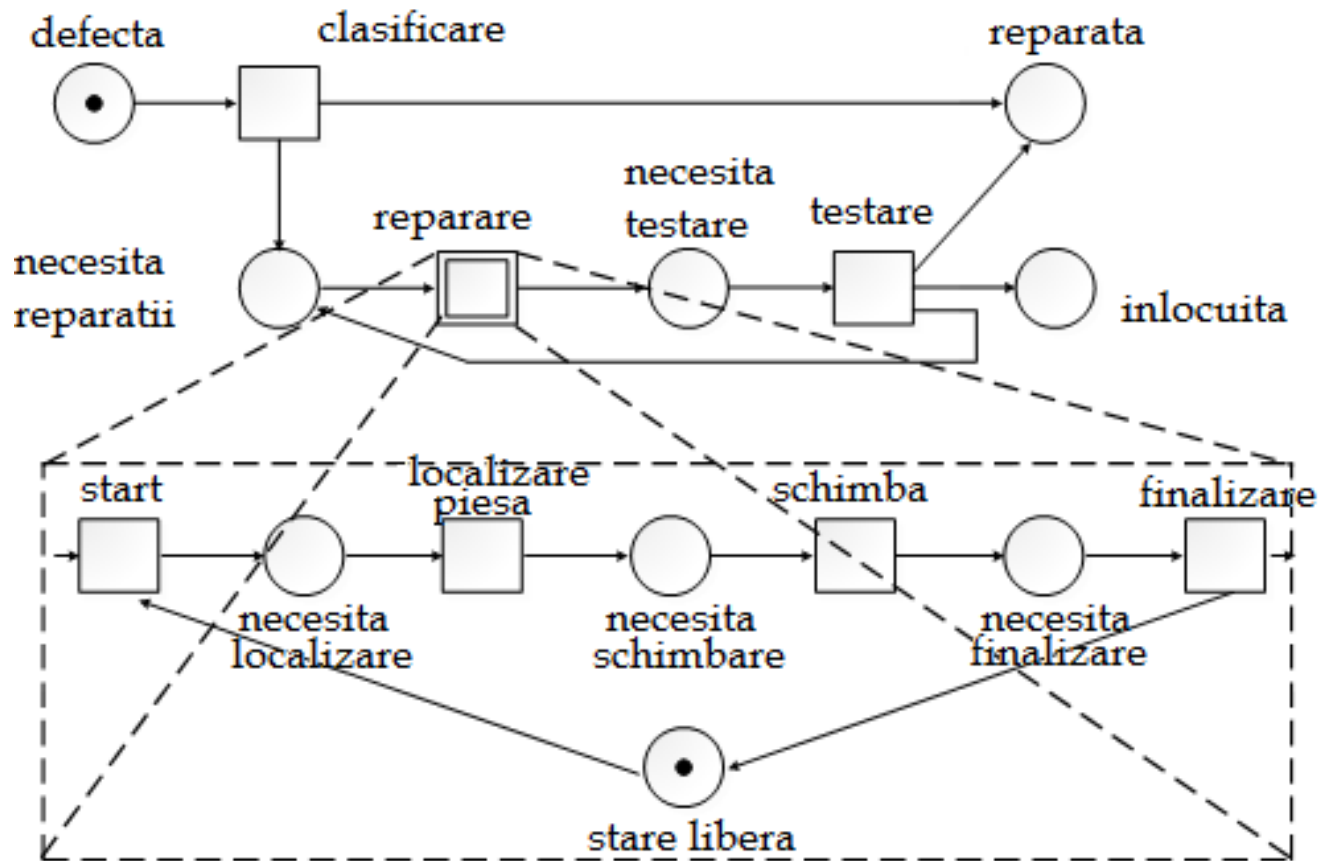 defecta
clasificare
reparata
necesita
reparatii
reparare
necesita
testare
testare
inlocuita
start
localizare
piesa
schimba
finalizare
necesita
localizare
necesita
schimbare
necesita
finalizare
stare libera